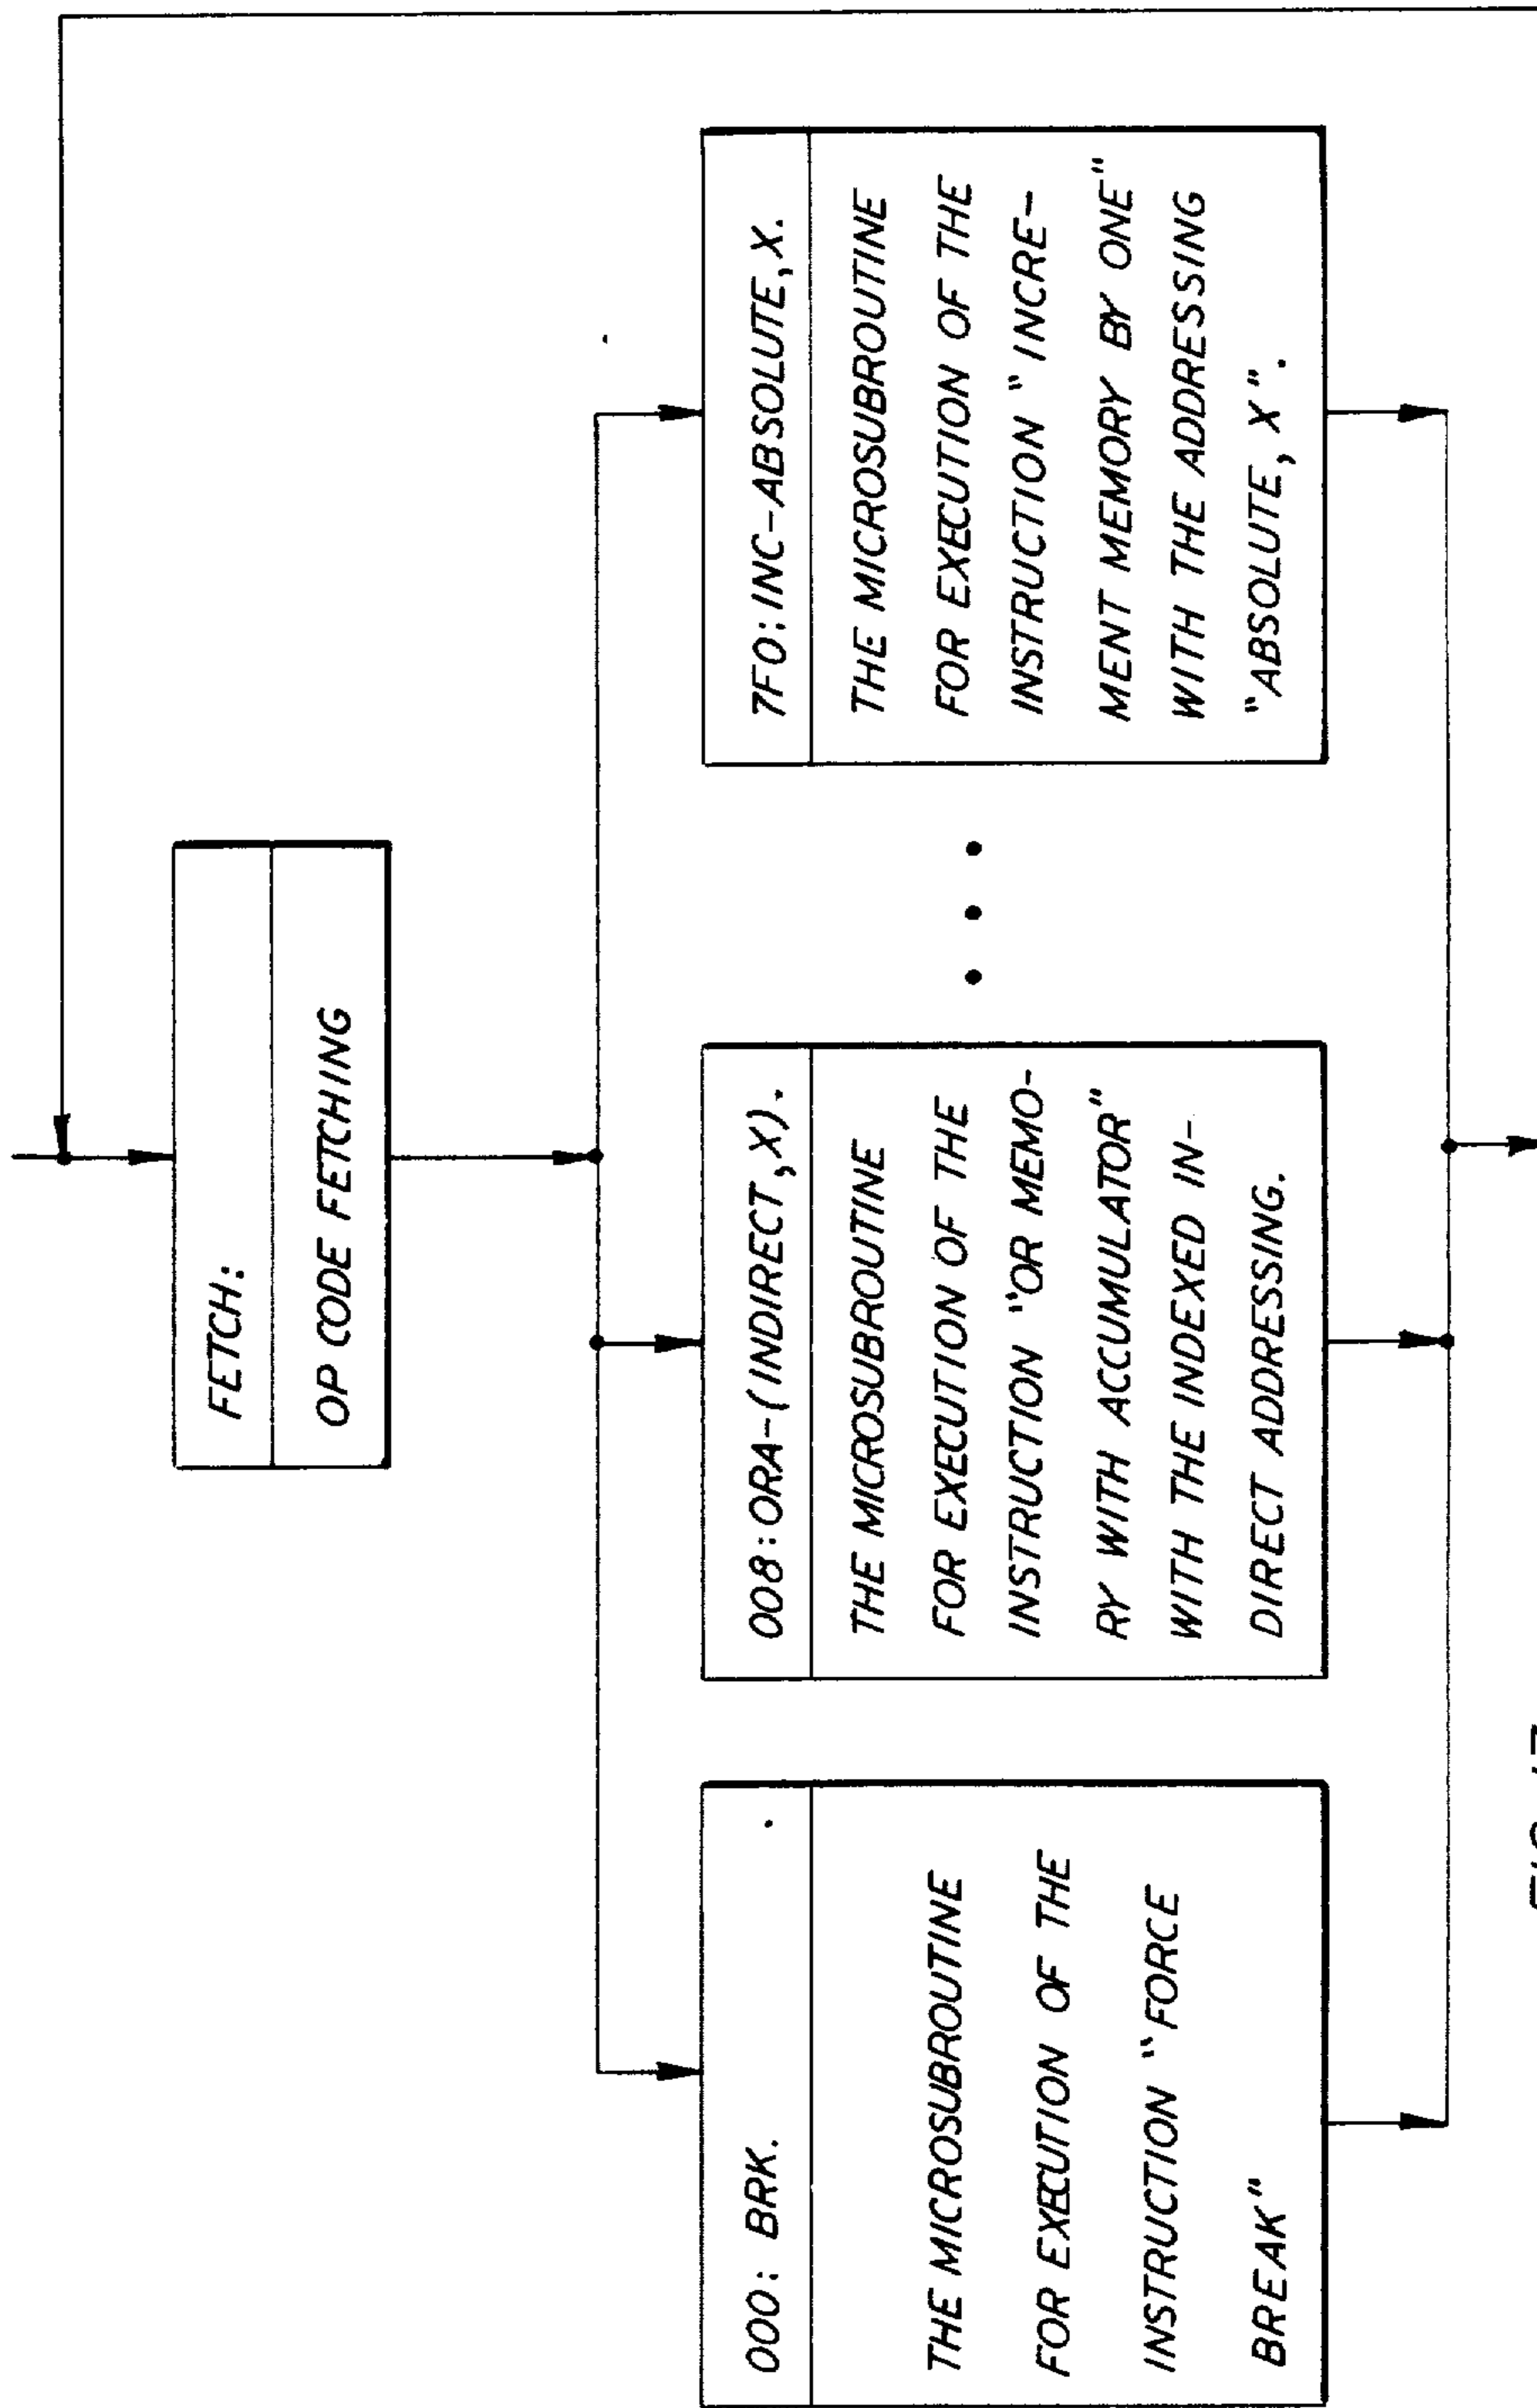 FETCH:
OP CODE FETCHING
000: BRK.
THE MICROSUBROUTINE
FOR EXECUTION OF THE
INSTRUCTION "FORCE
BREAK"
008:ORA-(INDIRECT,X).
THE MICROSUBROUTINE
FOR EXECUTION OF THE
INSTRUCTION "OR MEMO-
RY WITH ACCUMULATOR"
WITH THE INDEXED IN-
DIRECT ADDRESSING.
7F0:INC-ABSOLUTE,X.
THE MICROSUBROUTINE
FOR EXECUTION OF THE
INSTRUCTION "INCRE-
MENT MEMORY BY ONE"
WITH THE ADDRESSING
"ABSOLUTE, X".